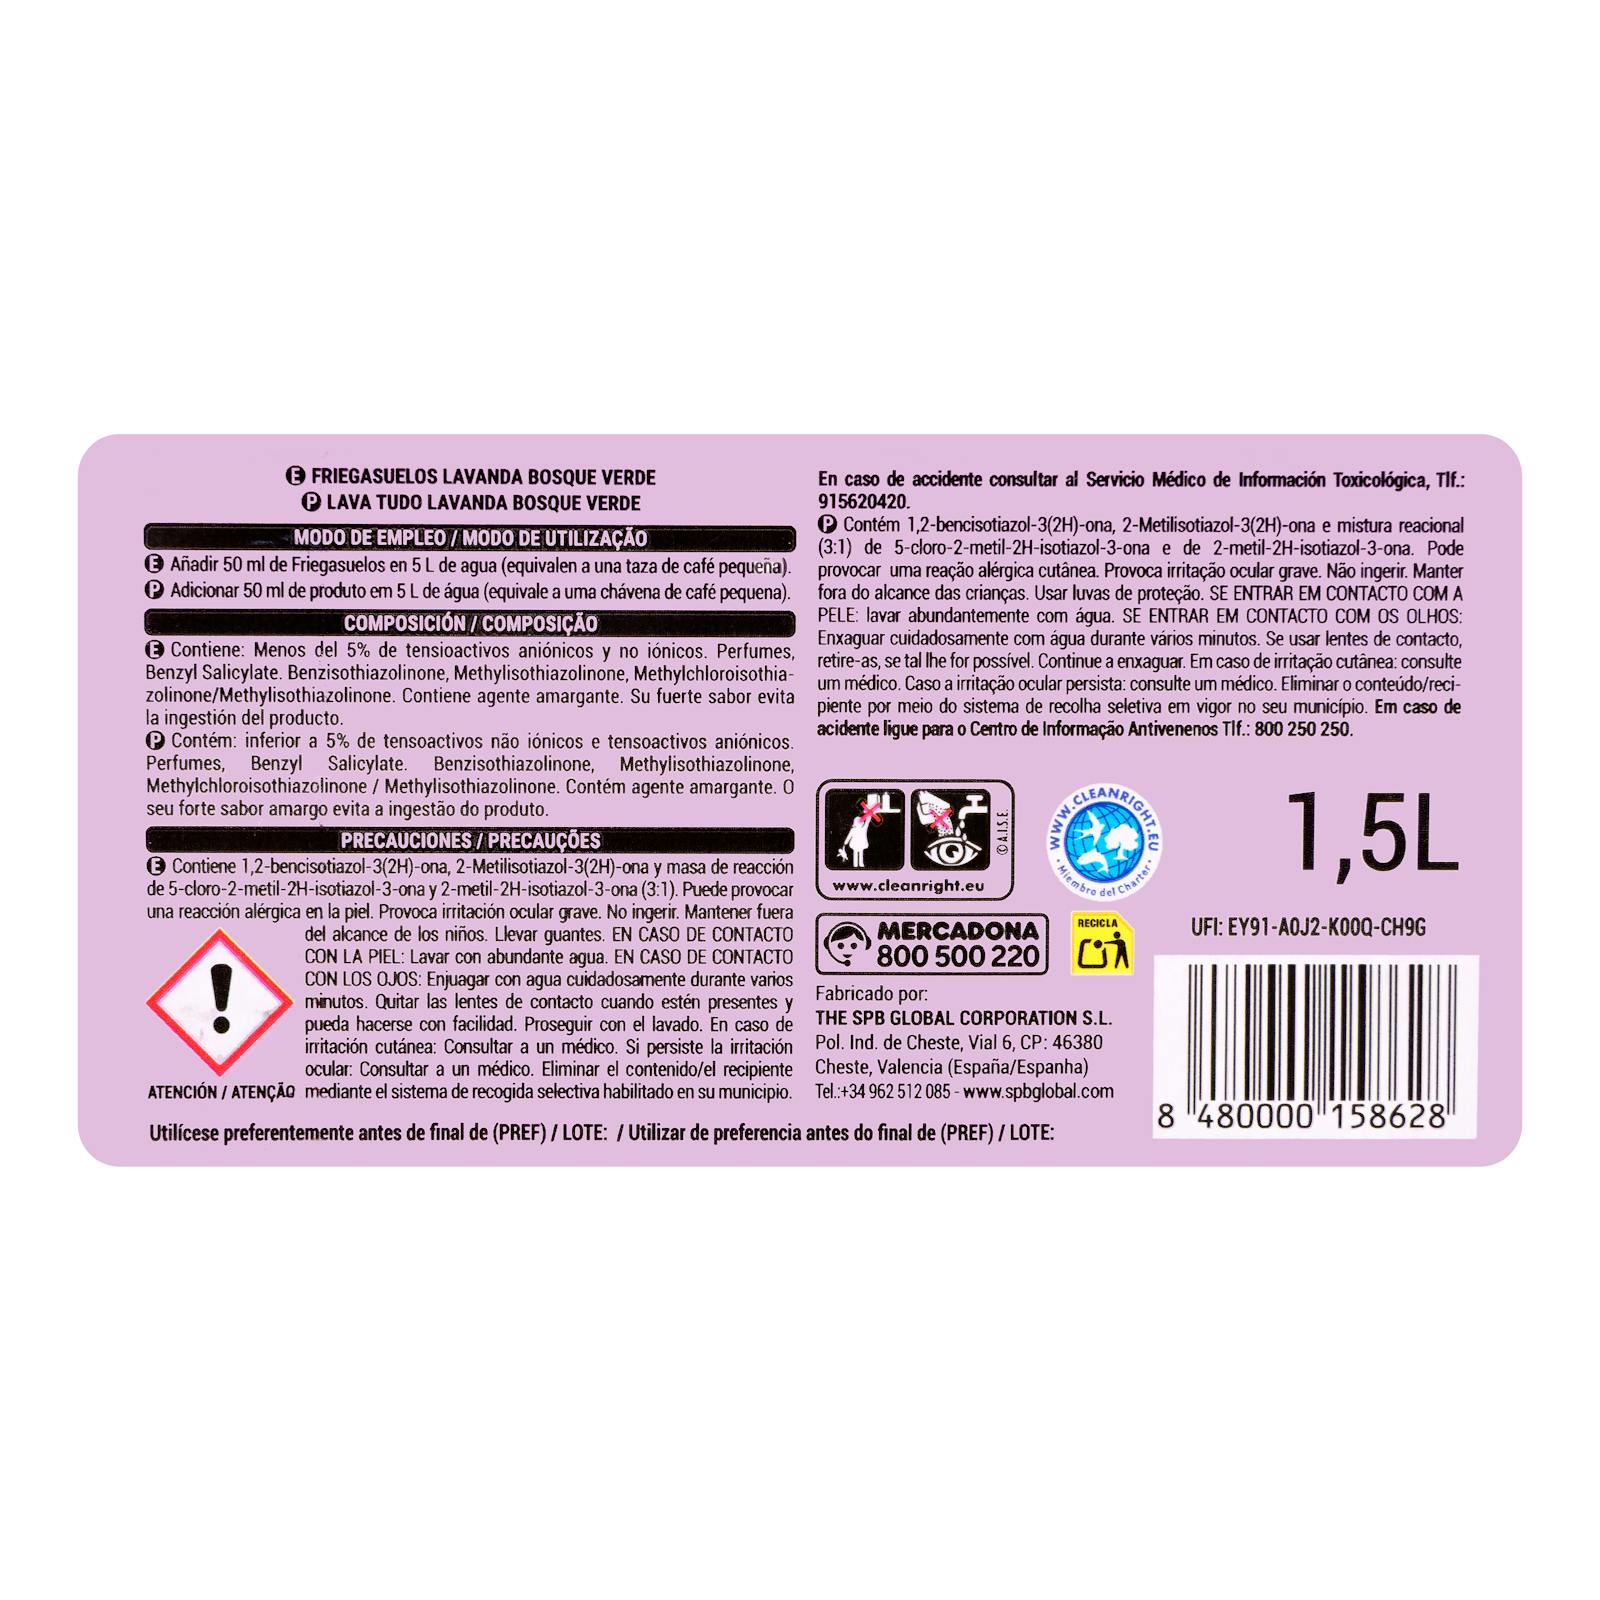 E FRIEGASUELOS LAVANDA BOSQUE VERDE
P LAVA TUDO LAVANDA BOSQUE VERDE
MODO DE EMPLEO / MODO DE UTILIZAÇÃO
E Añadir 50 ml de Friegasuelos en 5 L de agua (equivalen a una taza de café pequeña).
P Adicionar 50 ml de produto em 5 L de água (equivale a uma chávena de café pequena).
COMPOSICIÓN / COMPOSIÇÃO
E Contiene: Menos del 5% de tensioactivos aniónicos y no iónicos. Perfumes,
Benzyl Salicylate. Benzisothiazolinone, Methylisothiazolinone, Methylchloroisothia-
zolinone/Methylisothiazolinone. Contiene agente amargante. Su fuerte sabor evita
la ingestión del producto.
P Contém: inferior a 5% de tensoactivos não iónicos e tensoactivos aniónicos.
Perfumes, Benzyl Salicylate. Benzisothiazolinone, Methylisothiazolinone,
Methylchloroisothiazolinone / Methylisothiazolinone. Contém agente amargante. O
seu forte sabor amargo evita a ingestão do produto.
PRECAUCIONES / PRECAUÇÕES
E Contiene 1,2-bencisotiazol-3(2H)-ona, 2-Metilisotiazol-3(2H)-ona y masa de reacción
de 5-cloro-2-metil-2H-isotiazol-3-ona y 2-metil-2H-isotiazol-3-ona (3:1). Puede provocar
una reacción alérgica en la piel. Provoca irritación ocular grave. No ingerir. Mantener fuera
del alcance de los niños. Llevar guantes. EN CASO DE CONTACTO
CON LA PIEL: Lavar con abundante agua. EN CASO DE CONTACTO
CON LOS OJOS: Enjuagar con agua cuidadosamente durante varios
minutos. Quitar las lentes de contacto cuando estén presentes y
pueda hacerse con facilidad. Proseguir con el lavado. En caso de
irritación cutánea: Consultar a un médico. Si persiste la irritación
ocular: Consultar a un médico. Eliminar el contenido/el recipiente
mediante el sistema de recogida selectiva habilitado en su municipio.
ATENCIÓN / ATENÇÃO
Utilícese preferentemente antes de final de (PREF) / LOTE: / Utilizar de preferencia antes do final de (PREF) / LOTE:
En caso de accidente consultar al Servicio Médico de Información Toxicológica, Tlf.:
915620420.
P Contém 1,2-bencisotiazol-3(2H)-ona, 2-Metilisotiazol-3(2H)-ona e mistura reacional
(3:1) de 5-cloro-2-metil-2H-isotiazol-3-ona e de 2-metil-2H-isotiazol-3-ona. Pode
provocar uma reação alérgica cutânea. Provoca irritação ocular grave. Não ingerir. Manter
fora do alcance das crianças. Usar luvas de proteção. SE ENTRAR EM CONTACTO COM A
PELE: lavar abundantemente com água. SE ENTRAR EM CONTACTO COM OS OLHOS:
Enxaguar cuidadosamente com água durante vários minutos. Se usar lentes de contacto,
retire-as, se tal lhe for possível. Continue a enxaguar. Em caso de irritação cutânea: consulte
um médico. Caso a irritação ocular persista: consulte um médico. Eliminar o conteúdo/reci-
piente por meio do sistema de recolha seletiva em vigor no seu município. Em caso de
acidente ligue para o Centro de Informação Antivenenos Tlf.: 800 250 250.
© A.I.S.E.
www.cleanright.eu
WWW.CLEANRIGHT.EU
Miembro del Charter
1,5L
MERCADONA
800 500 220
RECICLA
UFI: EY91-A0J2-K00Q-CH9G
Fabricado por:
THE SPB GLOBAL CORPORATION S.L.
Pol. Ind. de Cheste, Vial 6, CP: 46380
Cheste, Valencia (España/Espanha)
Tel.:+34 962 512 085 - www.spbglobal.com
8 480000 158628